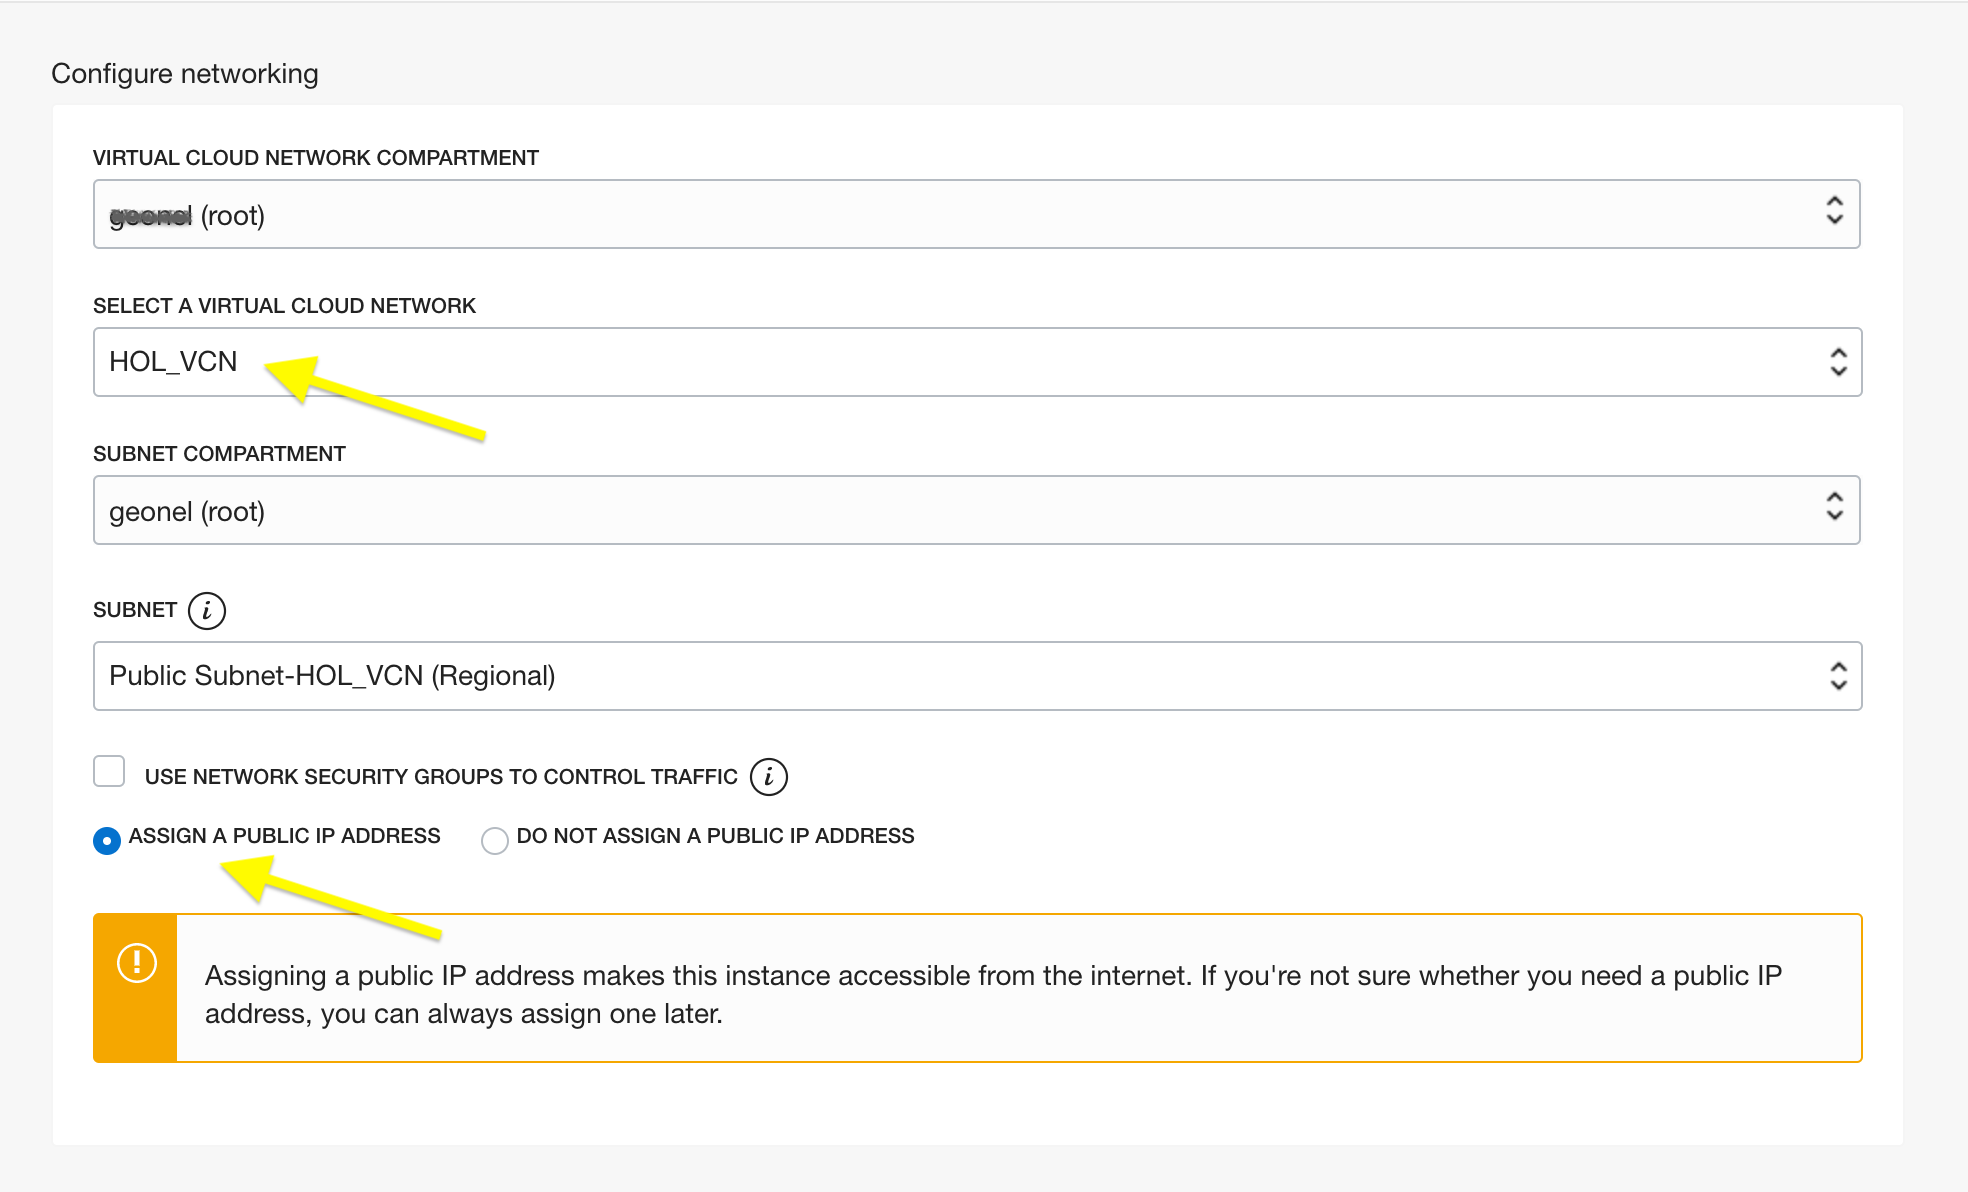 Configure networking
VIRTUAL CLOUD NETWORK COMPARTMENT
(root)
SELECT A VIRTUAL CLOUD NETWORK
HOL_VCN
SUBNET COMPARTMENT
geonel (root)
SUBNET i
Public Subnet-HOL_VCN (Regional)
USE NETWORK SECURITY GROUPS TO CONTROL TRAFFIC i
ASSIGN A PUBLIC IP ADDRESS DO NOT ASSIGN A PUBLIC IP ADDRESS
Assigning a public IP address makes this instance accessible from the internet. If you're not sure whether you need a public IP
address, you can always assign one later.